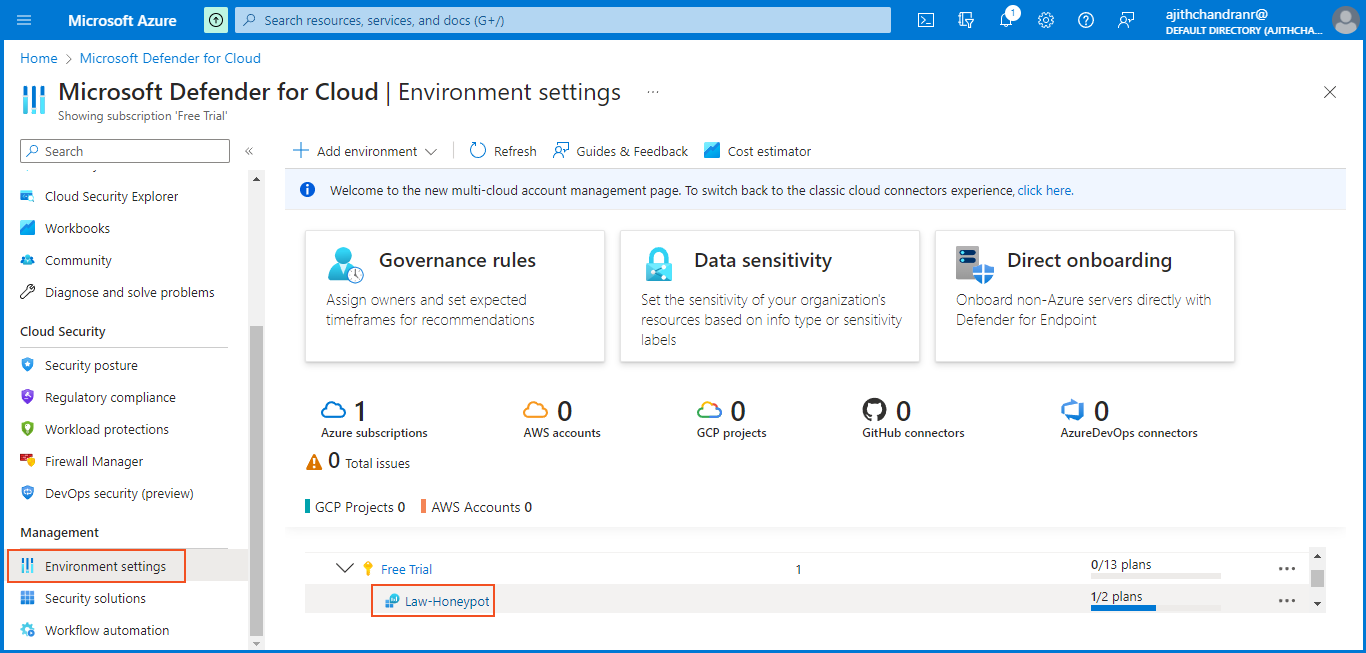 Microsoft Azure
Search resources, services, and docs (G+/)
1
ajithchandranr@
DEFAULT DIRECTORY (AJITHCHA...
Home > Microsoft Defender for Cloud
Microsoft Defender for Cloud | Environment settings ...
Showing subscription 'Free Trial'
Search
«
Cloud Security Explorer
Workbooks
Community
Diagnose and solve problems
Cloud Security
Security posture
Regulatory compliance
Workload protections
Firewall Manager
DevOps security (preview)
Management
Environment settings
Security solutions
Workflow automation
Add environment
Refresh
Guides & Feedback
Cost estimator
Welcome to the new multi-cloud account management page. To switch back to the classic cloud connectors experience, click here.
Governance rules
Assign owners and set expected
timeframes for recommendations
Data sensitivity
Set the sensitivity of your organization's
resources based on info type or sensitivity
labels
Direct onboarding
Onboard non-Azure servers directly with
Defender for Endpoint
1
Azure subscriptions
0
AWS accounts
0
GCP projects
0
GitHub connectors
0
AzureDevOps connectors
0 Total issues
GCP Projects 0
AWS Accounts 0
Free Trial 1 0/13 plans ...
Law-Honeypot 1/2 plans ...